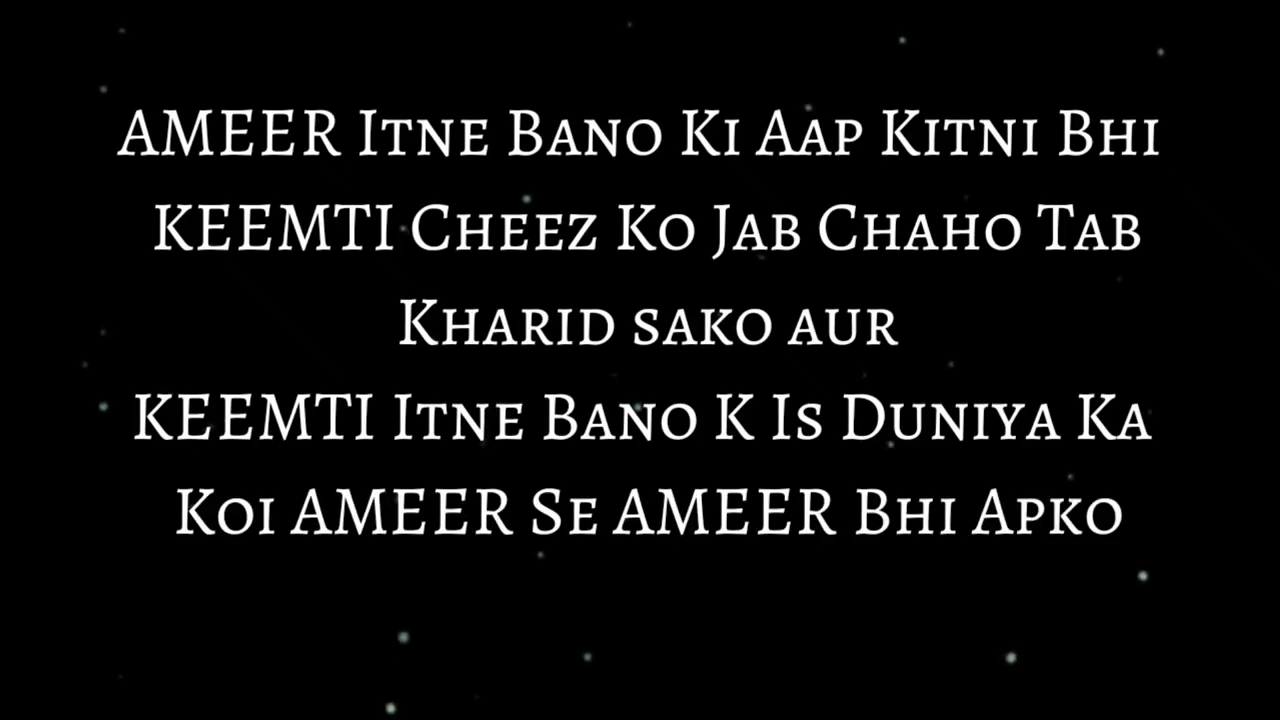 AMEER Itne Bano Ki Aap Kitni Bhi
KEEMTI Cheez Ko Jab Chaho Tab
Kharid sako aur
KEEMTI Itne Bano K Is Duniya Ka
Koi AMEER Se AMEER Bhi Apko